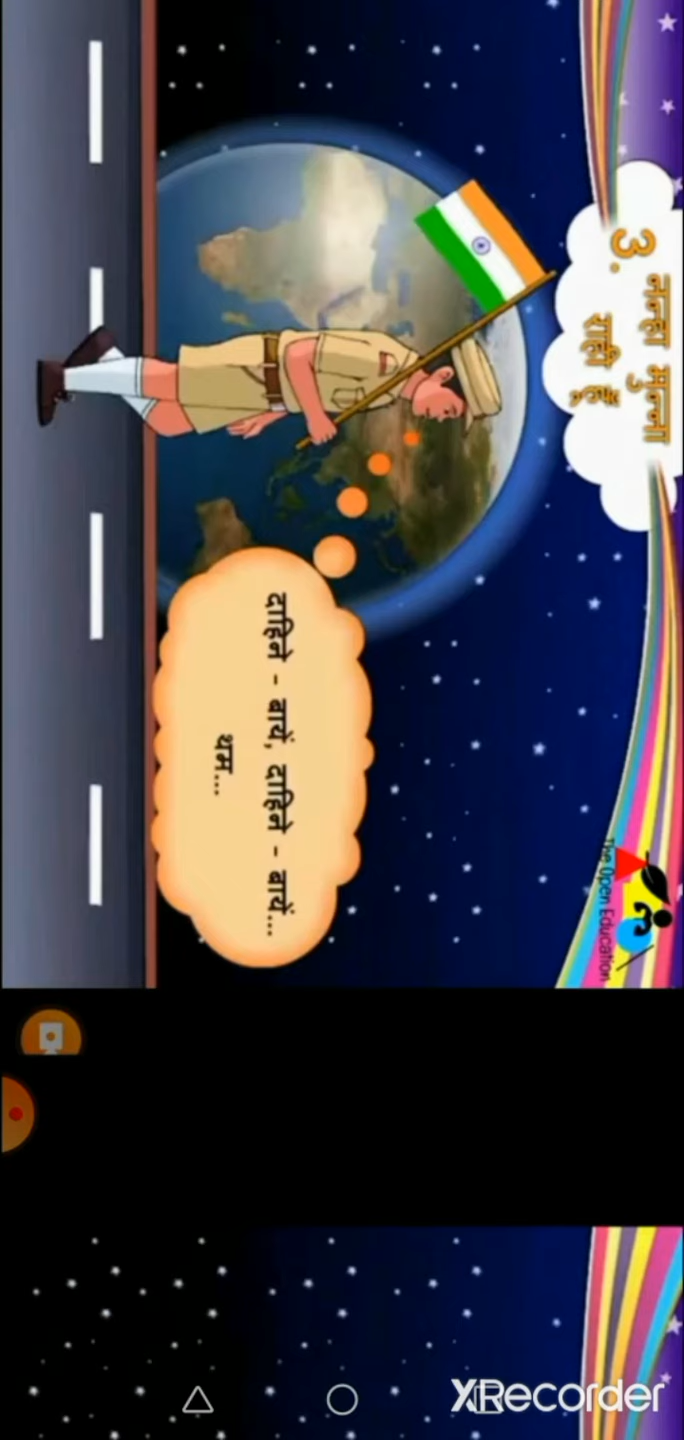 3. नन्हा मुन्ना
राही हूँ
दाहिने - बायें, दाहिने - बायें...
थम...
The Open Education
XRecorder